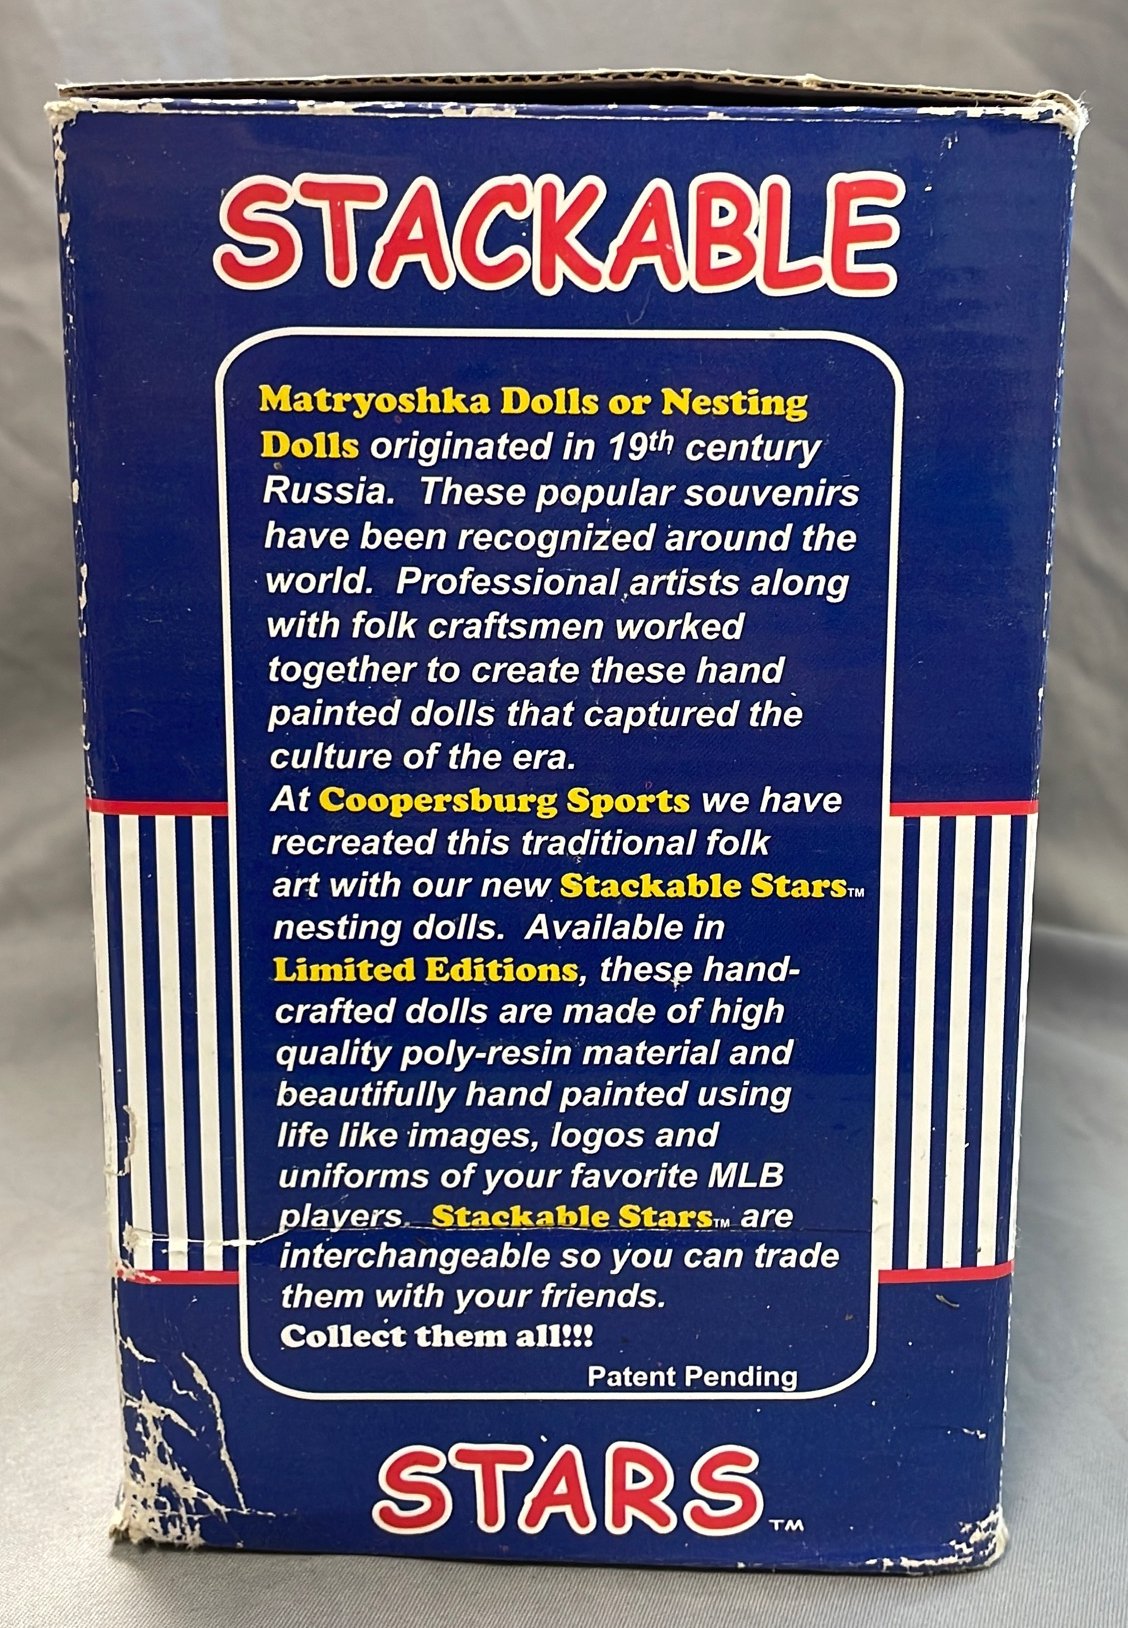 STACKABLE
Matryoshka Dolls or Nesting
Dolls originated in 19th century
Russia. These popular souvenirs
have been recognized around the
world. Professional artists along
with folk craftsmen worked
together to create these hand
painted dolls that captured the
culture of the era.
At Coopersburg Sports we have
recreated this traditional folk
art with our new Stackable Stars™
nesting dolls. Available in
Limited Editions, these hand-
crafted dolls are made of high
quality poly-resin material and
beautifully hand painted using
life like images, logos and
uniforms of your favorite MLB
players. Stackable Stars™ are
interchangeable so you can trade
them with your friends.
Collect them all!!!
Patent Pending
STARS™